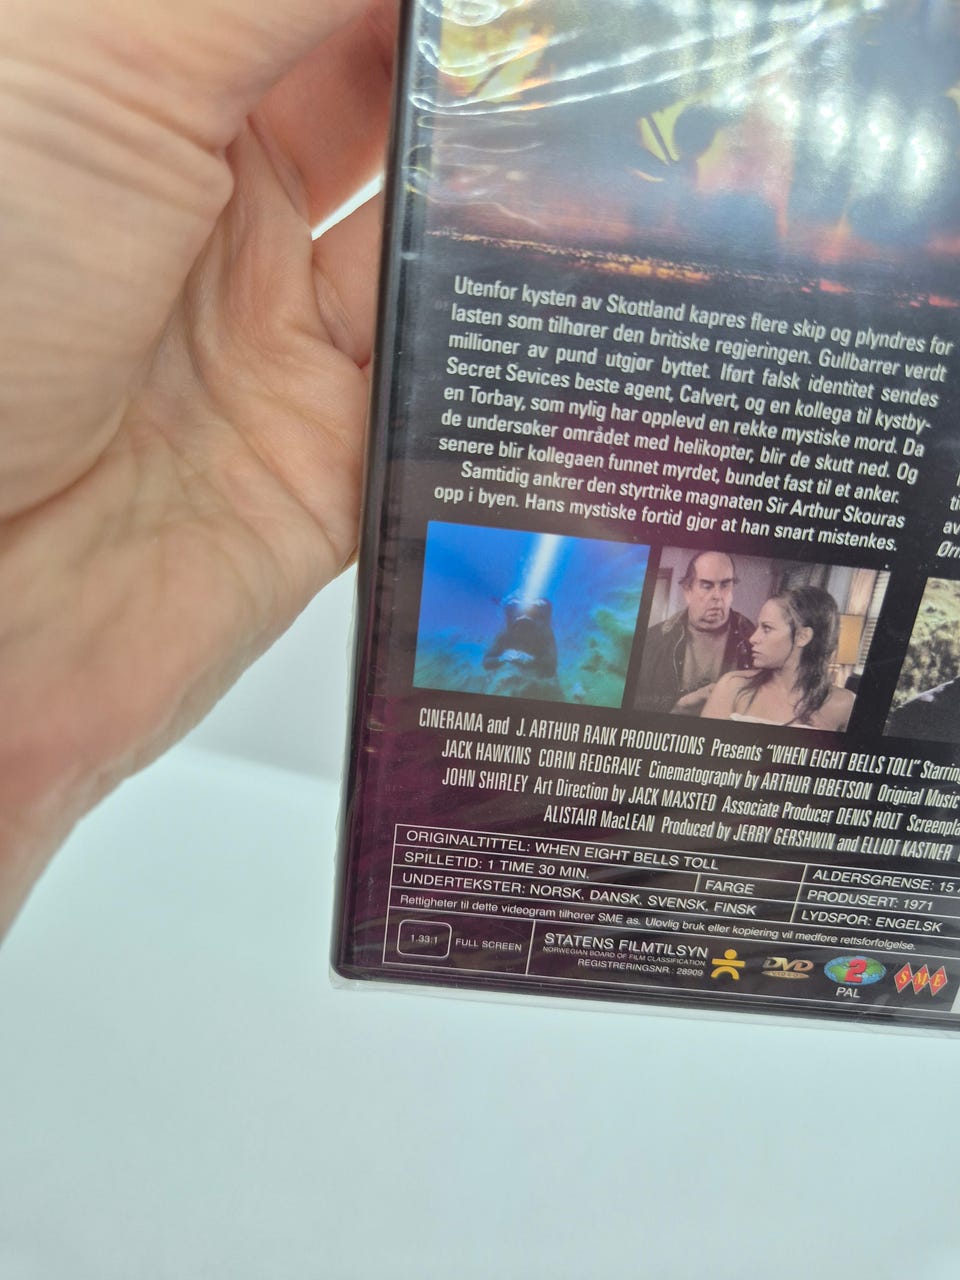 Utenfor kysten av Skottland kapres flere skip og plyndres for
lasten som tilhører den britiske regjeringen. Gullbarrer verdt
millioner av pund utgjør byttet. Iført falsk identitet sendes
Secret Sevices beste agent, Calvert, og en kollega til kystby-
en Torbay, som nylig har opplevd en rekke mystiske mord. Da
de undersøker området med helikopter, blir de skutt ned. Og
senere blir kollegaen funnet myrdet, bundet fast til et anker.
Samtidig ankrer den styrtrike magnaten Sir Arthur Skouras
opp i byen. Hans mystiske fortid gjør at han snart mistenkes.
av
CINERAMA and J. ARTHUR RANK PRODUCTIONS Presents "WHEN EIGHT BELLS TOLL" Starring
JACK HAWKINS CORIN REDGRAVE Cinematography by ARTHUR IBBETSON Original Music
JOHN SHIRLEY Art Direction by JACK MAXSTED Associate Producer DENIS HOLT Screenpla
ALISTAIR MacLEAN Produced by JERRY GERSHWIN and ELLIOT KASTNER
ORIGINALTITTEL: WHEN EIGHT BELLS TOLL
ALDERSGRENSE: 15
SPILLETID: 1 TIME 30 MIN.
FARGE
PRODUSERT: 1971
UNDERTEKSTER: NORSK, DANSK, SVENSK, FINSK
LYDSPOR: ENGELSK
Rettigheter til dette videogram tilhører SME as. Ulovlig bruk eller kopiering vil medføre rettsforfølgelse.
1.33:1
FULL SCREEN
STATENS FILMTILSYN
NORWEGIAN BOARD OF FILM CLASSIFICATION
REGISTRERINGSNR.: 28909
DVD
VIDEO
2
PAL
SME